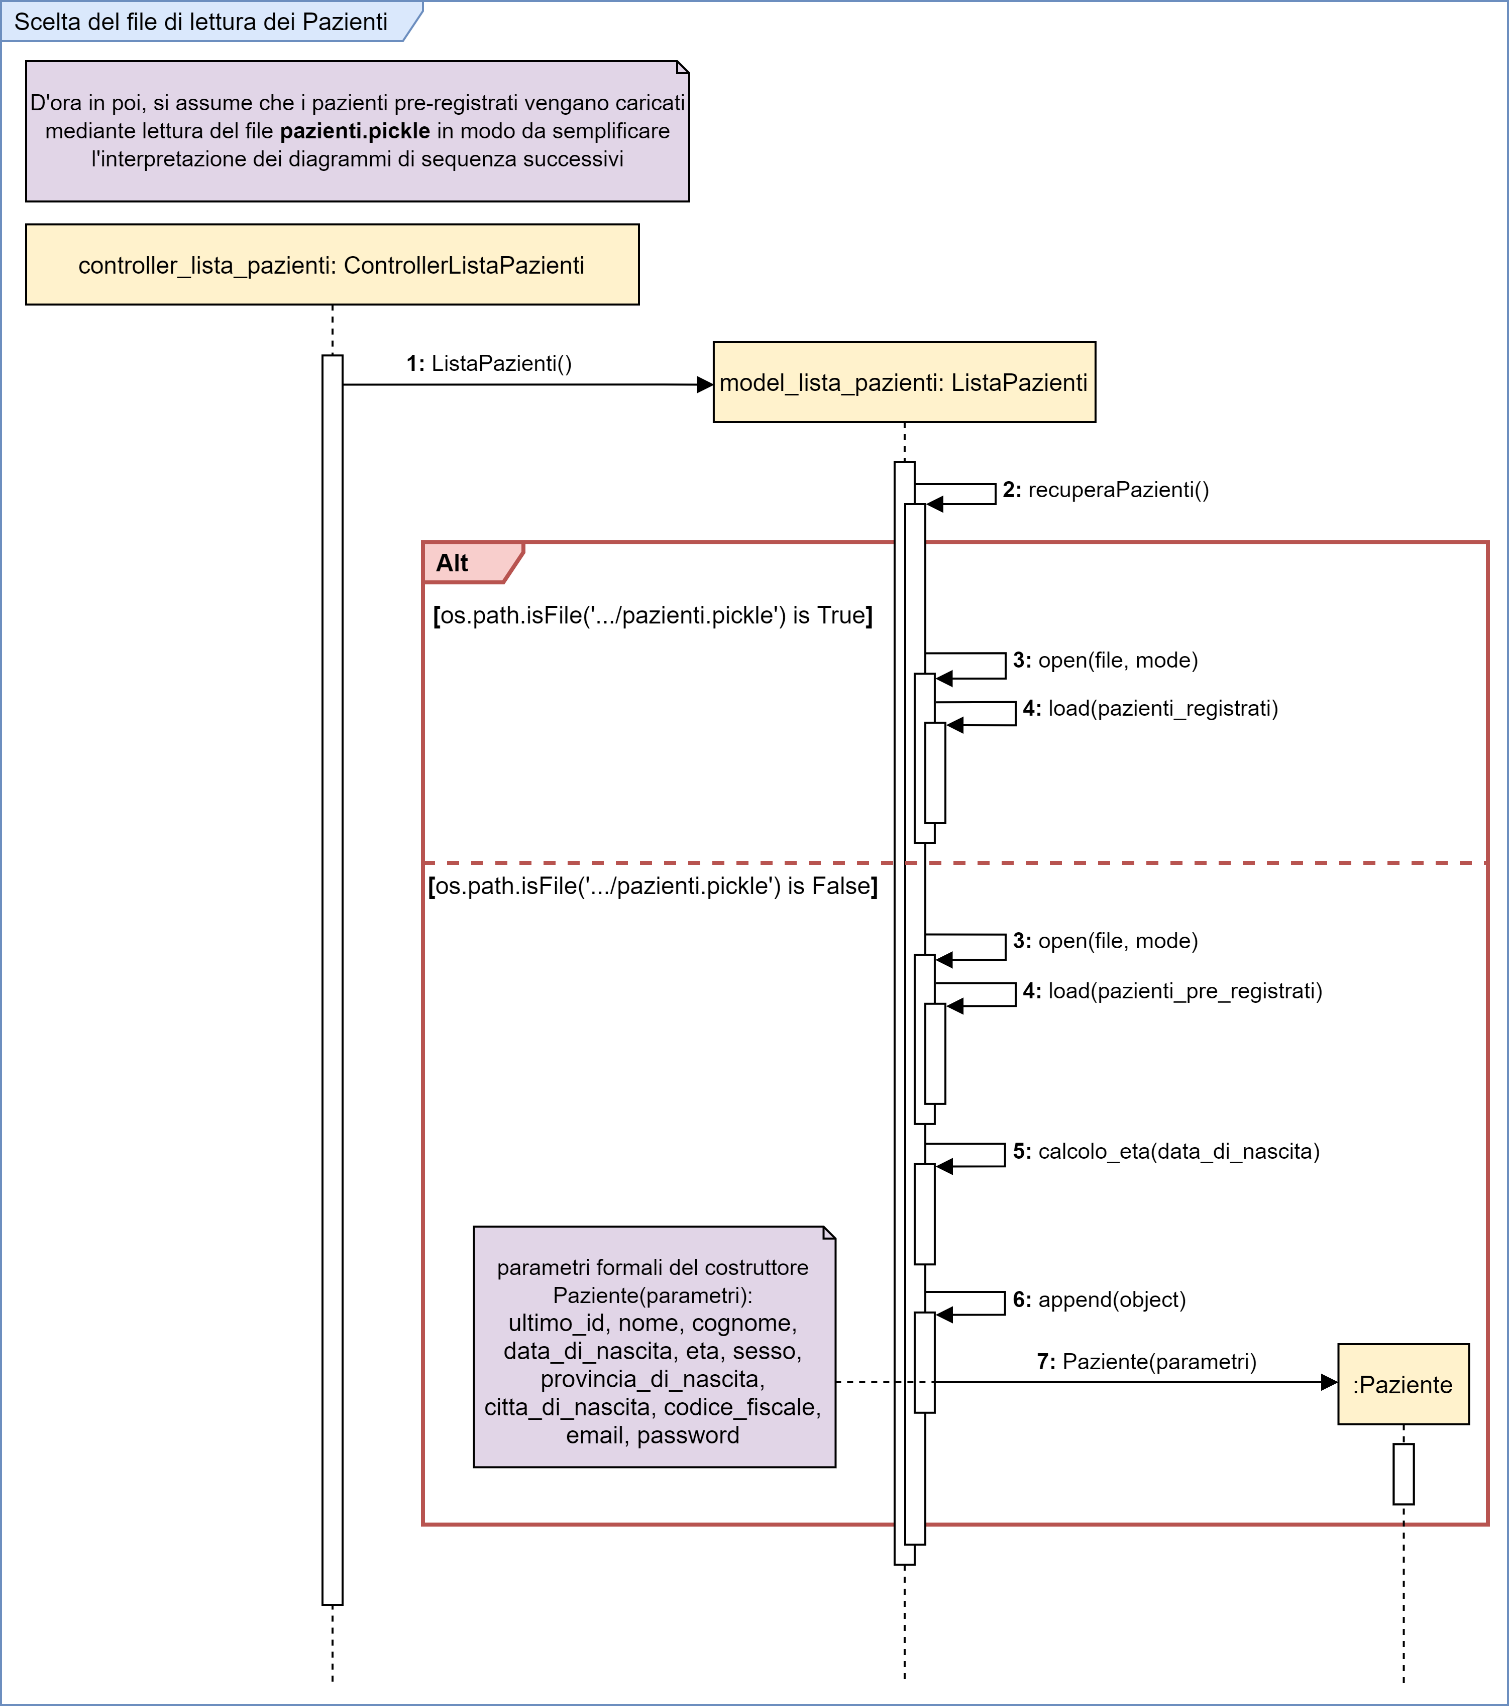 Scelta del file di lettura dei Pazienti
D'ora in poi, si assume che i pazienti pre-registrati vengano caricati
mediante lettura del file pazienti.pickle in modo da semplificare
l'interpretazione dei diagrammi di sequenza successivi
controller_lista_pazienti: ControllerListaPazienti
1: ListaPazienti()
model_lista_pazienti: ListaPazienti
2: recuperaPazienti()
Alt
[os.path.isFile('.../pazienti.pickle') is True]
3: open(file, mode)
4: load(pazienti_registrati)
[os.path.isFile('.../pazienti.pickle') is False]
3: open(file, mode)
4: load(pazienti_pre_registrati)
5: calcolo_eta(data_di_nascita)
parametri formali del costruttore
Paziente(parametri):
ultimo_id, nome, cognome,
data_di_nascita, eta, sesso,
provincia_di_nascita,
citta_di_nascita, codice_fiscale,
email, password
6: append(object)
7: Paziente(parametri)
:Paziente